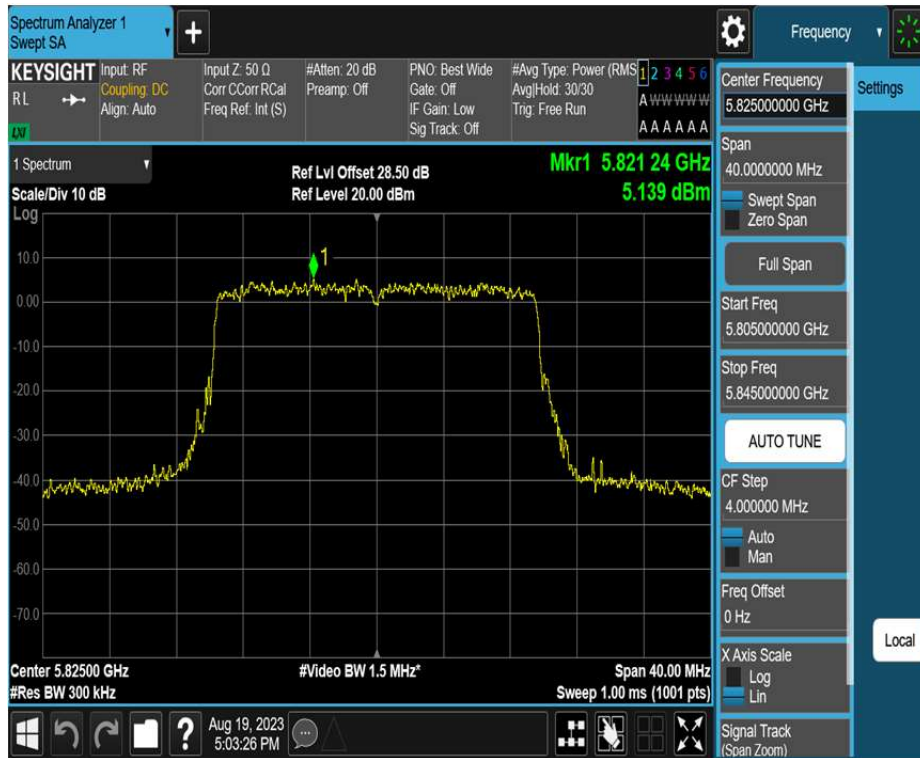 Spectrum Analyzer 1
Swept SA
Frequency
KEYSIGHT
RL
LXI
Input: RF
Coupling: DC
Align: Auto
Input Z: 50 Ω
Corr CCorr RCal
Freq Ref: Int (S)
#Atten: 20 dB
Preamp: Off
PNO: Best Wide
Gate: Off
IF Gain: Low
Sig Track: Off
#Avg Type: Power (RMS
Avg|Hold: 30/30
Trig: Free Run
1 2 3 4 5 6
A W W W W W
A A A A A A
Center Frequency
5.825000000 GHz
Settings
Span
40.0000000 MHz
Swept Span
Zero Span
Full Span
Start Freq
5.805000000 GHz
Stop Freq
5.845000000 GHz
AUTO TUNE
CF Step
4.000000 MHz
Auto
Man
Freq Offset
0 Hz
X Axis Scale
Log
Lin
Signal Track
(Span Zoom)
Local
1 Spectrum
Scale/Div 10 dB
Log
Ref Lvl Offset 28.50 dB
Ref Level 20.00 dBm
Mkr1 5.821 24 GHz
5.139 dBm
1
10.0
0.00
-10.0
-20.0
-30.0
-40.0
-50.0
-60.0
-70.0
Center 5.82500 GHz
#Res BW 300 kHz
#Video BW 1.5 MHz*
Span 40.00 MHz
Sweep 1.00 ms (1001 pts)
Aug 19, 2023
5:03:26 PM